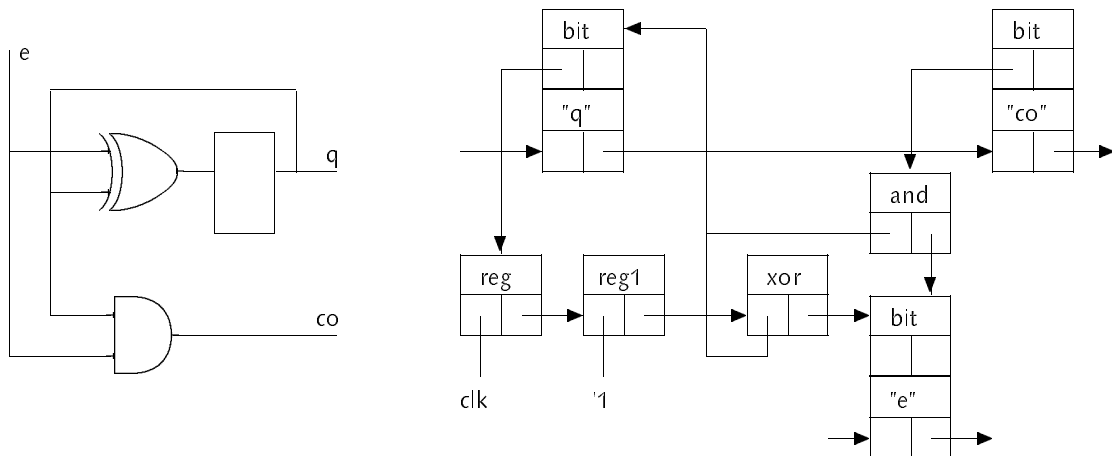 e
q
co
bit
"q"
bit
"co"
and
reg
reg1
xor
bit
"e"
clk
'1